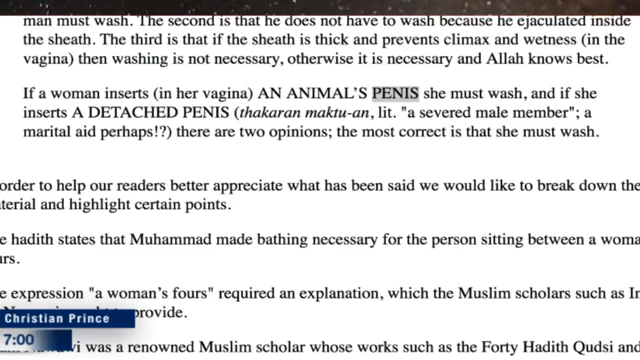 man must wash. The second is that he does not have to wash because he ejaculated inside
the sheath. The third is that if the sheath is thick and prevents climax and wetness (in the
vagina) then washing is not necessary, otherwise it is necessary and Allah knows best.
If a woman inserts (in her vagina) AN ANIMAL'S PENIS she must wash, and if she
inserts A DETACHED PENIS (thakaran maktu-an, lit. "a severed male member"; a
marital aid perhaps!?) there are two opinions; the most correct is that she must wash.
order to help our readers better appreciate what has been said we would like to break down the
terial and highlight certain points.
e hadith states that Muhammad made bathing necessary for the person sitting between a woma
urs.
e expression "a woman's fours" required an explanation, which the Muslim scholars such as
provide.
Christian Prince
7:00
was a renowned Muslim scholar whose works such as the Forty Hadith Qudsi and